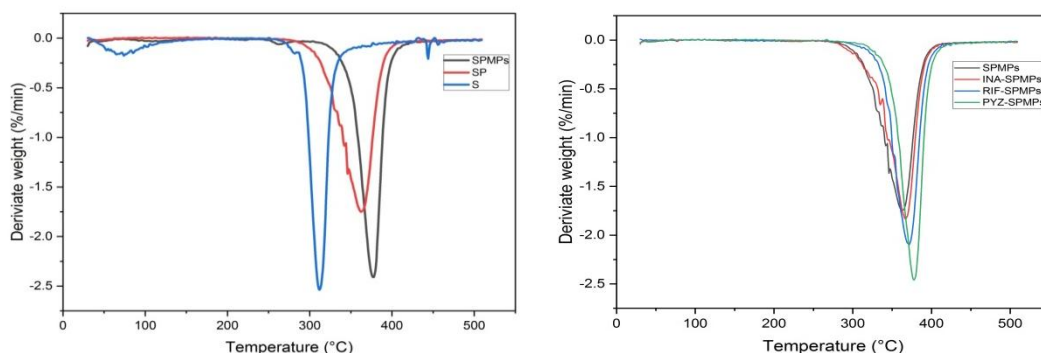 0.0
-0.5
-1.0
-1.5
-2.0
-2.5
Deriviate weight (%/min)
SPMPs
SP
S
0
100
200
300
400
500
Temperature (°C)
0.0
-0.5
-1.0
-1.5
-2.0
-2.5
Deriviate weight (%/min)
SPMPs
INA-SPMPs
RIF-SPMPs
PYZ-SPMPs
0
100
200
300
400
500
Temperature (°C)